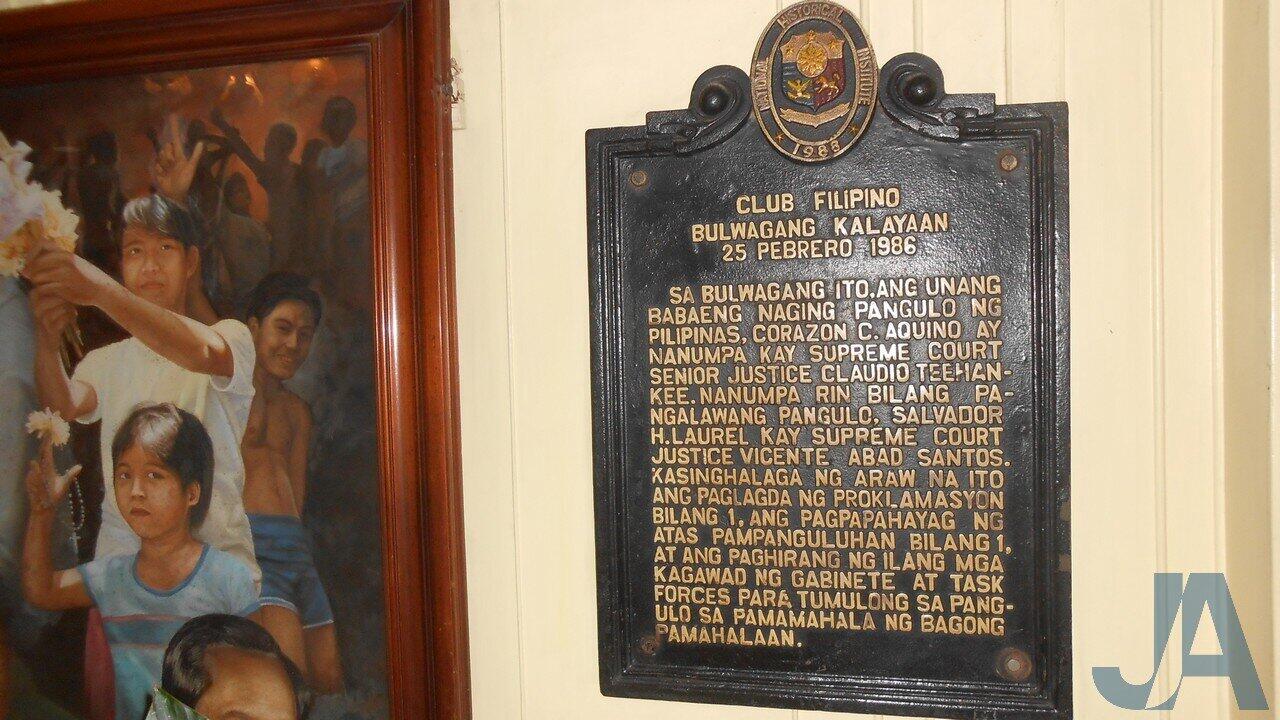 NATIONAL HISTORICAL INSTITUTE
1988
CLUB FILIPINO
BULWAGANG KALAYAAN
25 PEBRERO 1986
SA BULWAGANG ITO, ANG UNANG
BABAENG NAGING PANGULO NG
PILIPINAS, CORAZON C. AQUINO AY
NANUMPA KAY SUPREME COURT
SENIOR JUSTICE CLAUDIO TEEHAN-
KEE. NANUMPA RIN BILANG PA-
NGALAWANG PANGULO, SALVADOR
H. LAUREL KAY SUPREME COURT
JUSTICE VICENTE ABAD SANTOS.
KASINGHALAGA NG ARAW NA ITO
ANG PAGLAGDA NG PROKLAMASYON
BILANG 1, ANG PAGPAPAHAYAG NG
ATAS PAMPANGULUHAN BILANG 1,
AT ANG PAGHIRANG NG ILANG MGA
KAGAWAD NG GABINETE AT TASK
FORCES PARA TUMULONG SA PANG-
ULO SA PAMAMAHALA NG BAGONG
PAMAHALAAN.
JA